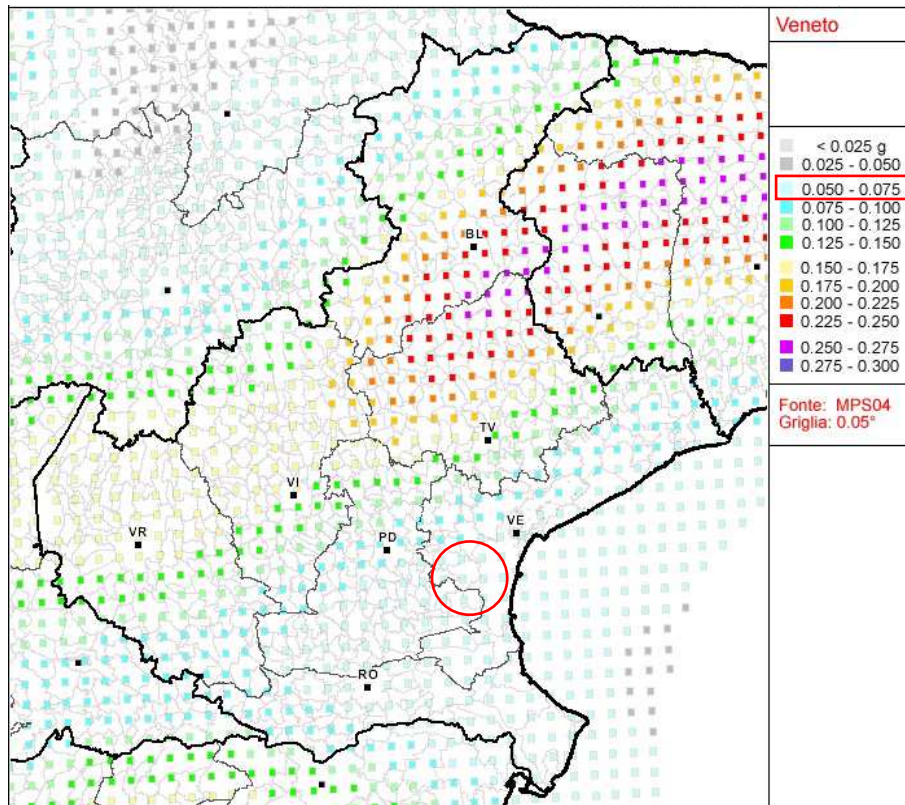 Veneto
< 0.025 g
0.025 - 0.050
0.050 - 0.075
0.075 - 0.100
0.100 - 0.125
0.125 - 0.150
0.150 - 0.175
0.175 - 0.200
0.200 - 0.225
0.225 - 0.250
0.250 - 0.275
0.275 - 0.300
Fonte: MPS04
Griglia: 0.05°
BL
TV
VI
VR
PD
VE
RO